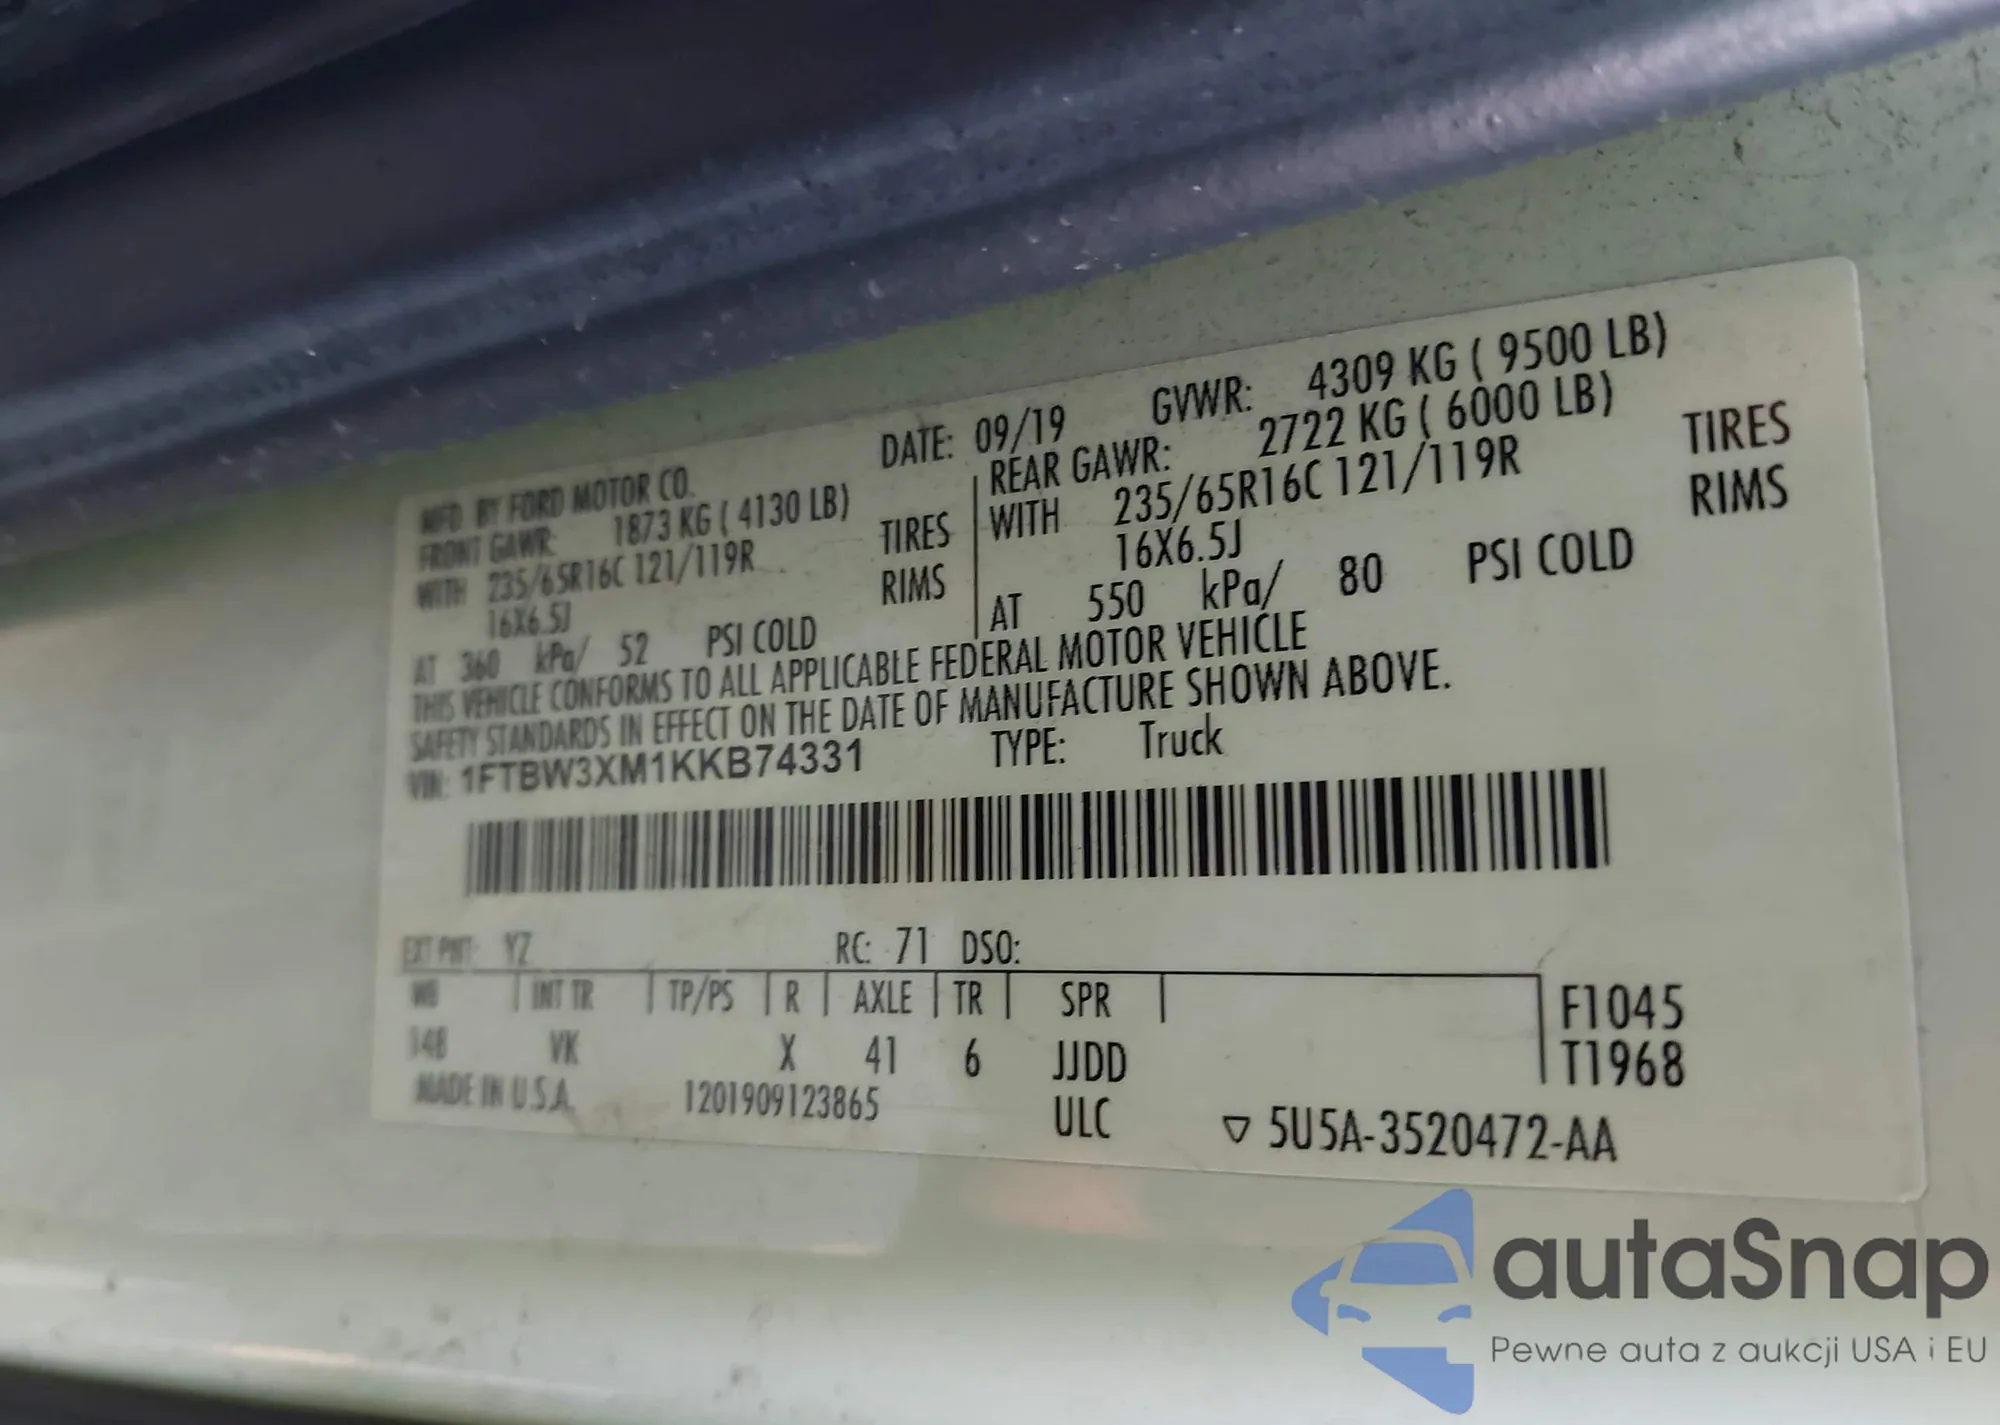 MFD. BY FORD MOTOR CO.
DATE: 09/19
GVWR: 4309 KG ( 9500 LB)
FRONT GAWR: 1873 KG ( 4130 LB)
REAR GAWR: 2722 KG ( 6000 LB)
WITH 235/65R16C 121/119R TIRES
WITH 235/65R16C 121/119R TIRES
16X6.5J RIMS
16X6.5J RIMS
AT 360 kPa/ 52 PSI COLD
AT 550 kPa/ 80 PSI COLD
THIS VEHICLE CONFORMS TO ALL APPLICABLE FEDERAL MOTOR VEHICLE
SAFETY STANDARDS IN EFFECT ON THE DATE OF MANUFACTURE SHOWN ABOVE.
VIN: 1FTBW3XM1KKB74331 TYPE: Truck
EXT PNT: YZ RC: 71 DSO:
WB INT TR TP/PS R AXLE TR SPR
F1045
148 VK X 41 6 JJDD
T1968
MADE IN U.S.A. 1201909123865 ULC
▽ 5U5A-3520472-AA
autaSnap
Pewne auta z aukcji USA i EU